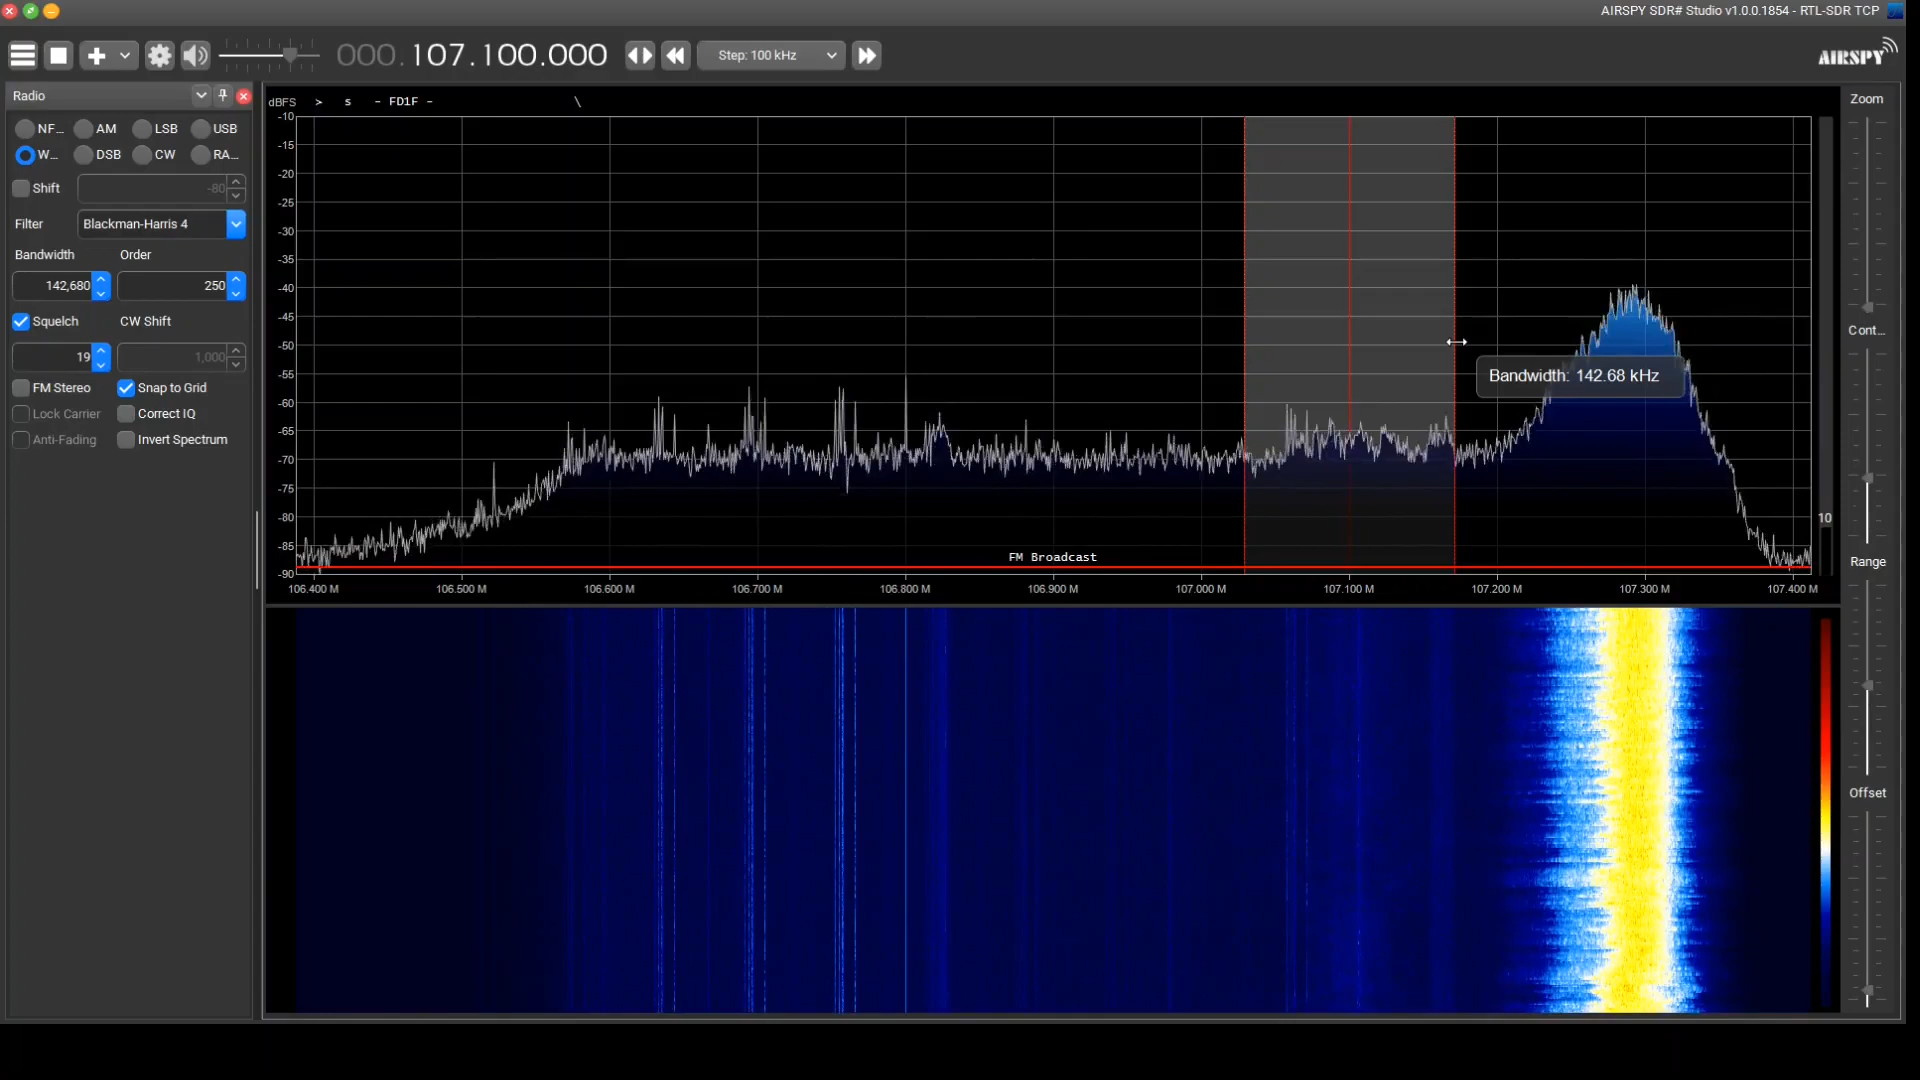 AIRSPY SDR# Studio v1.0.0.1854 - RTL-SDR TCP
000.107.100.000
Step: 100 kHz
AIRSPY
Radio
NF... AM LSB USB
W... DSB CW RA...
Shift -80
Filter Blackman-Harris 4
Bandwidth Order
142,680 250
Squelch CW Shift
19 1,000
FM Stereo Snap to Grid
Lock Carrier Correct IQ
Anti-Fading Invert Spectrum
dBFS > s - FD1F - \
-10
-15
-20
-25
-30
-35
-40
-45
-50
-55
-60
-65
-70
-75
-80
-85
-90
Bandwidth: 142.68 kHz
FM Broadcast
106.400 M 106.500 M 106.600 M 106.700 M 106.800 M 106.900 M 107.000 M 107.100 M 107.200 M 107.300 M 107.400 M
10
Zoom
Cont...
Range
Offset